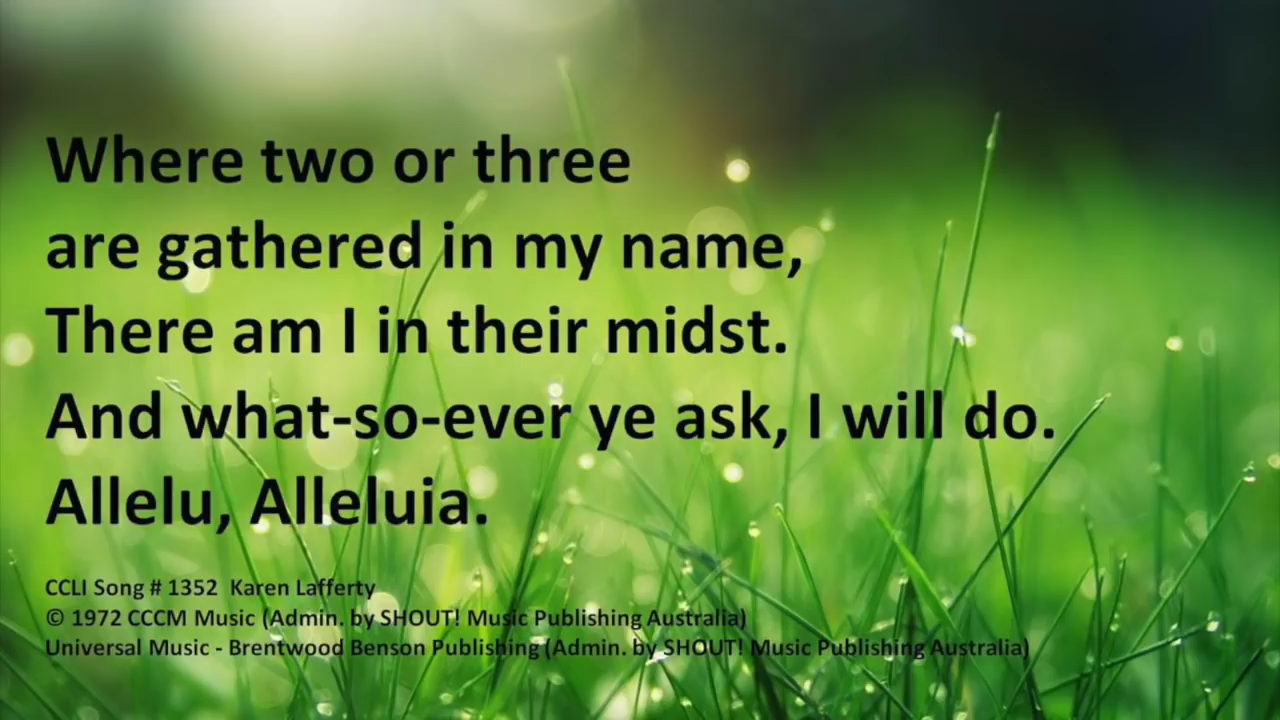 Where two or three
are gathered in my name,
There am I in their midst.
And what-so-ever ye ask, I will do.
Allelu, Alleluia.
CCLI Song # 1352  Karen Lafferty
© 1972 CCCM Music (Admin. by SHOUT! Music Publishing Australia)
Universal Music - Brentwood Benson Publishing (Admin. by SHOUT! Music Publishing Australia)